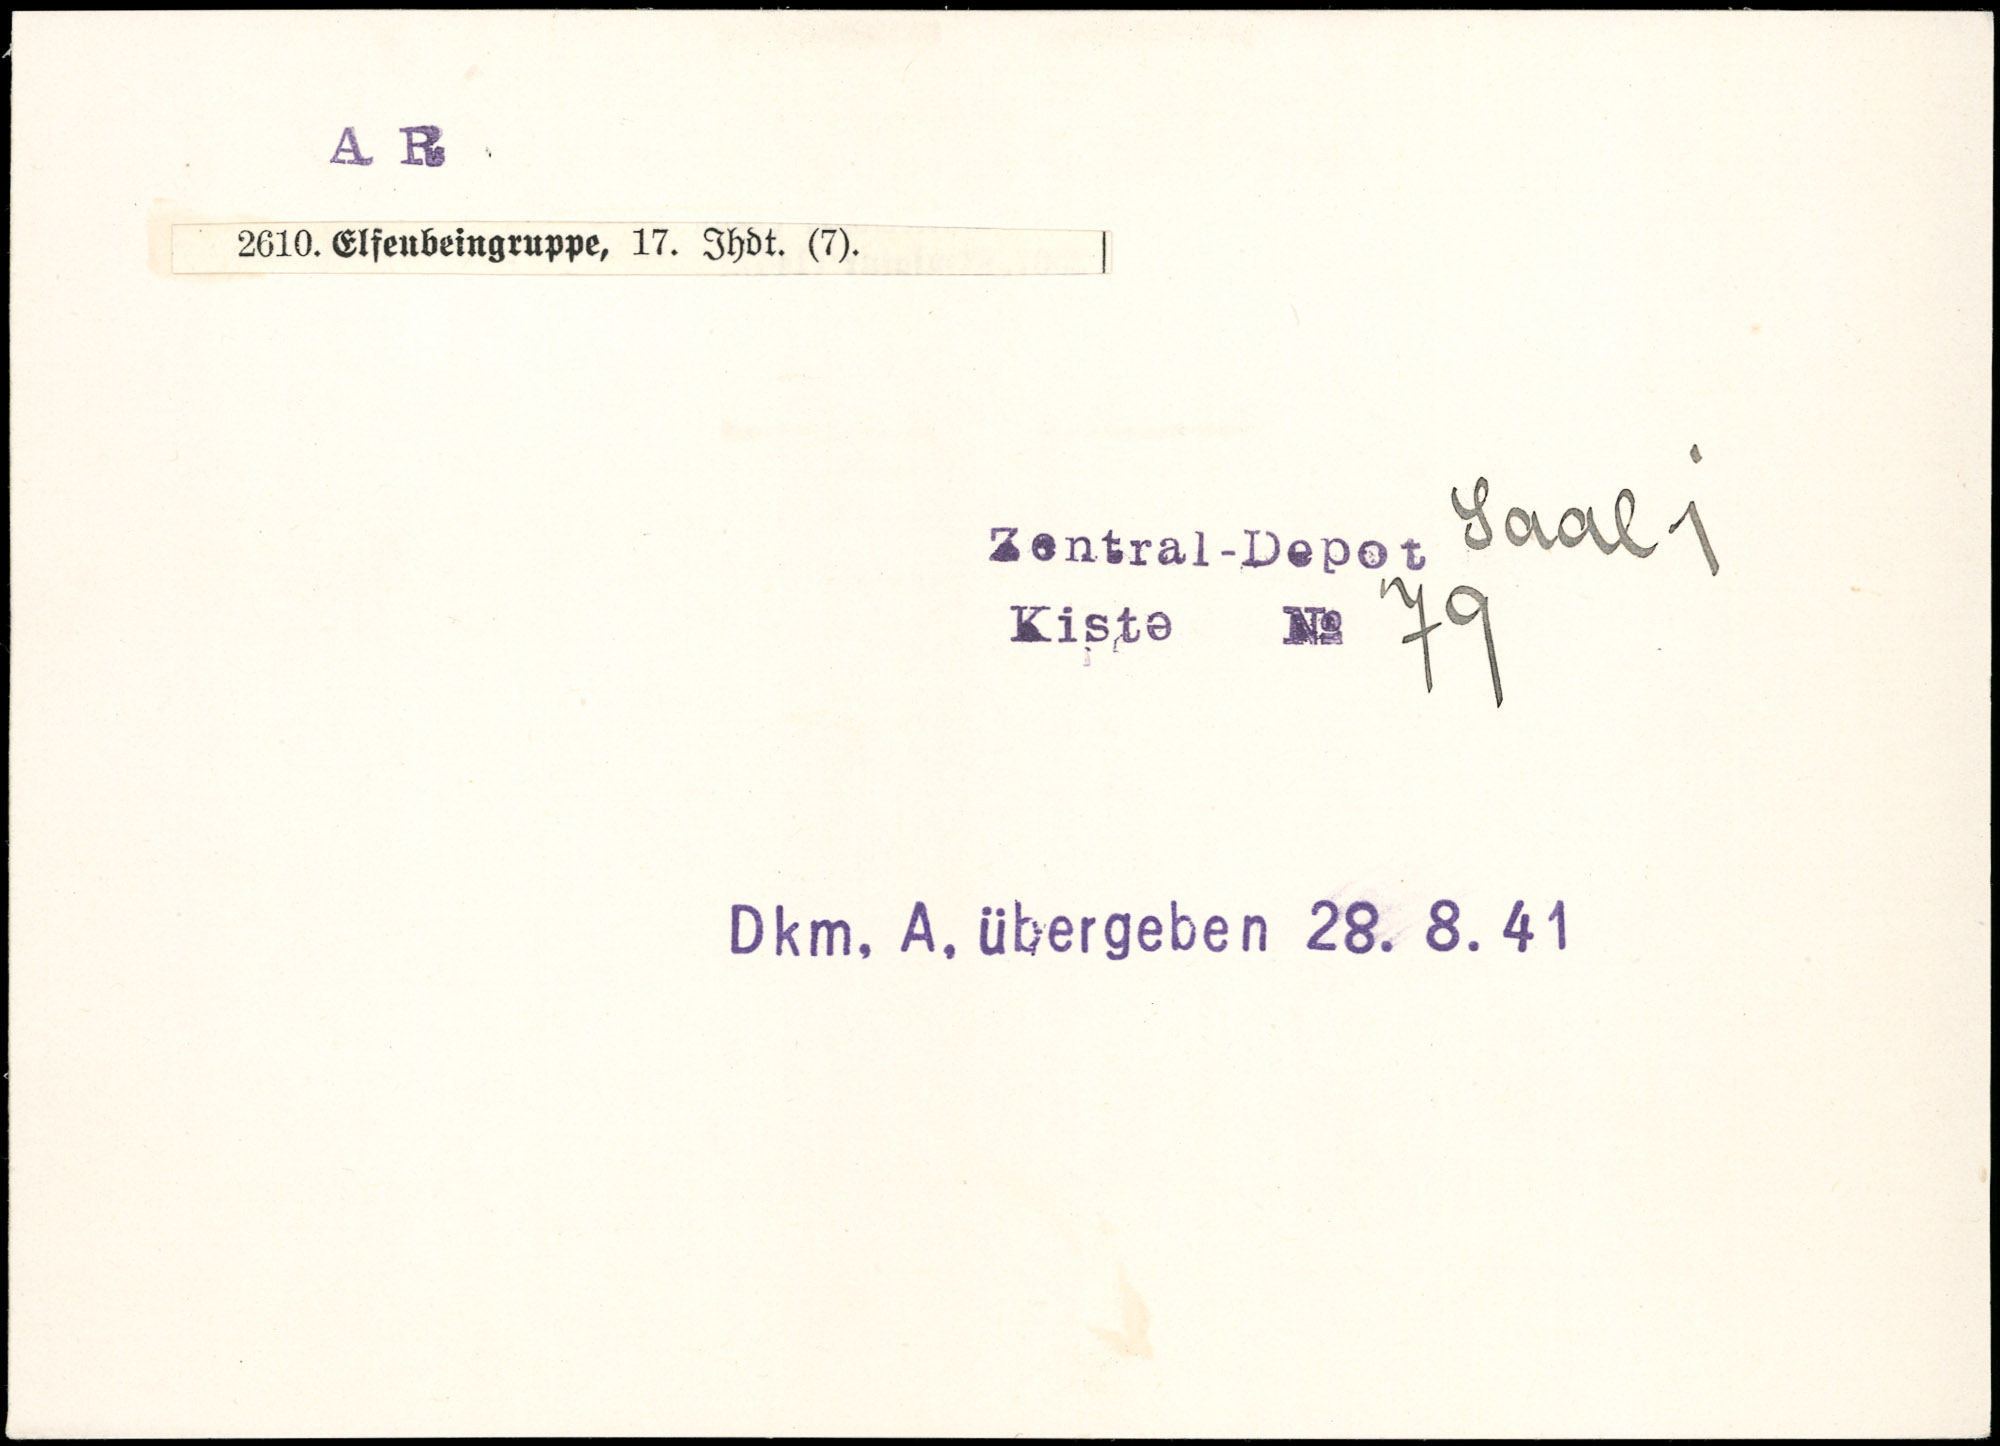 A R
2610. Elfenbeingruppe, 17. Jhdt. (7).
Zentral-Depot Saal i
Kiste № 79
Dkm. A. übergeben 28. 8. 41